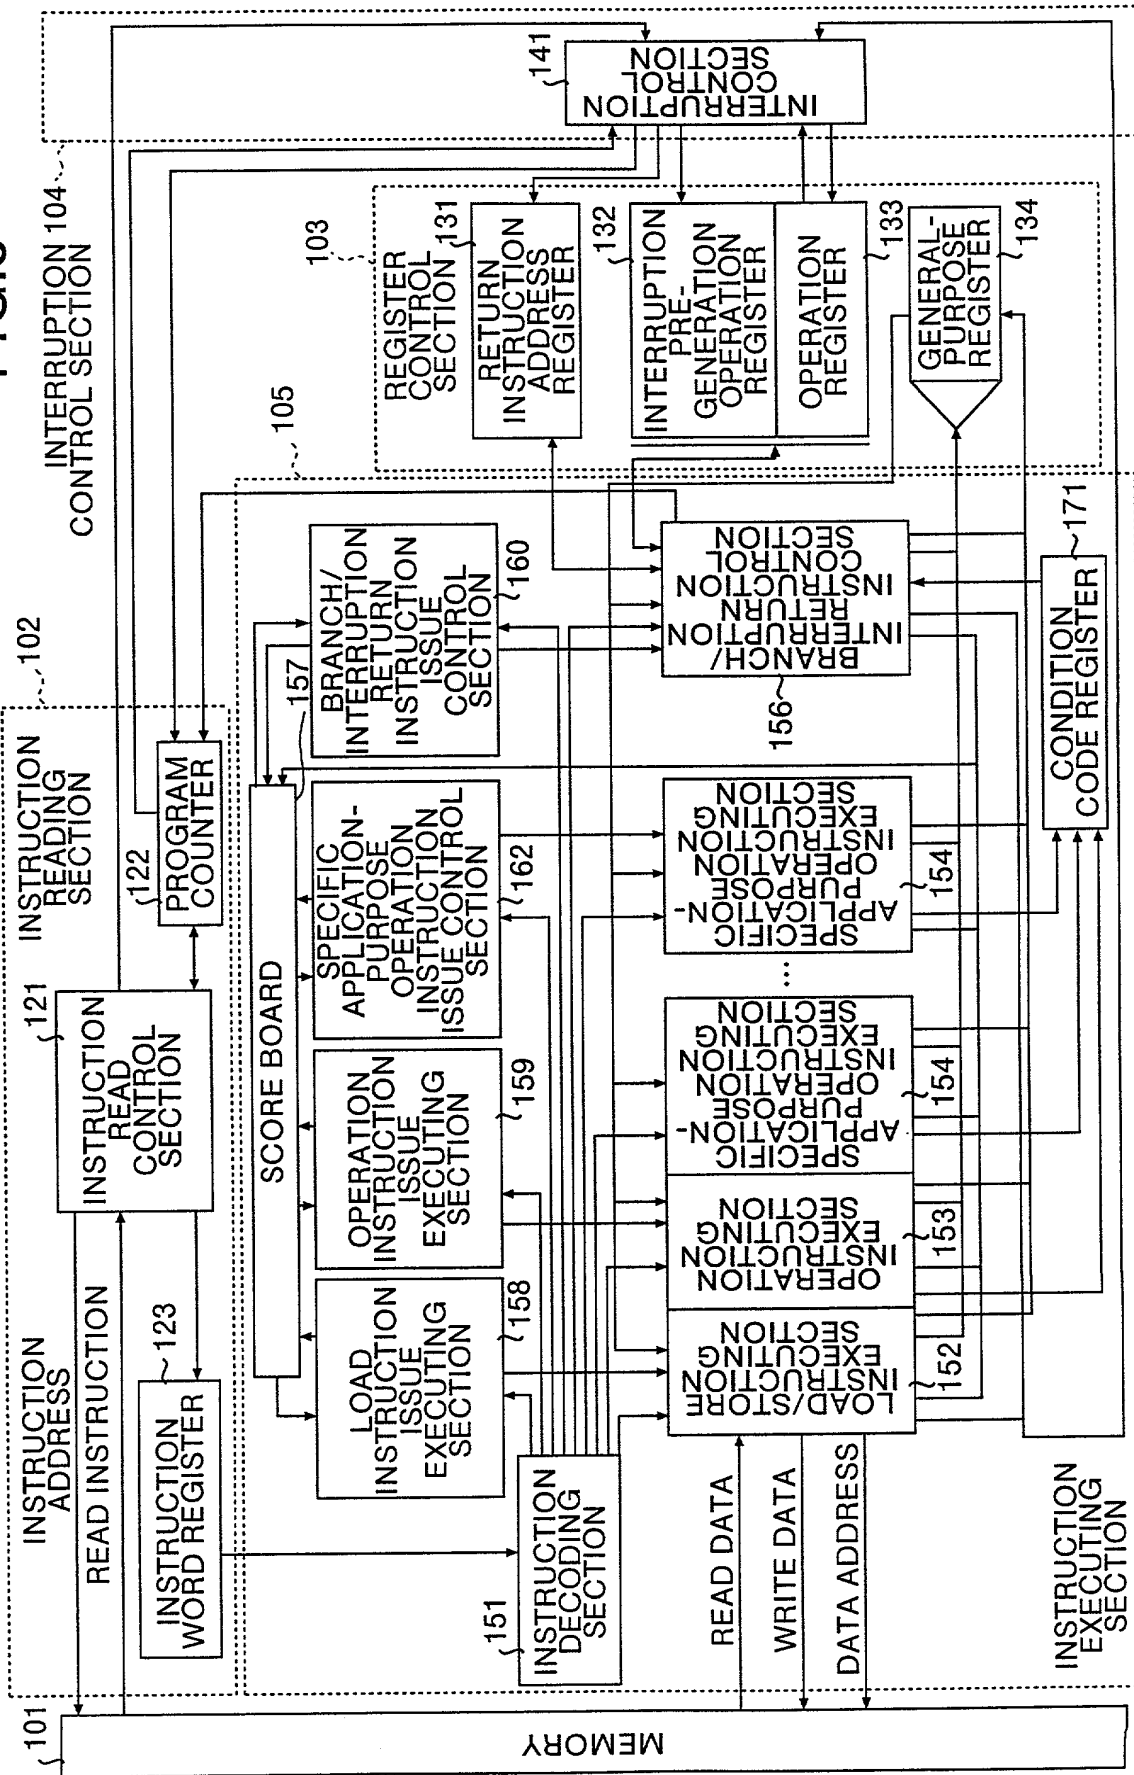 101
MEMORY
INSTRUCTION
ADDRESS
READ INSTRUCTION
123
INSTRUCTION
WORD REGISTER
121
INSTRUCTION
READ
CONTROL
SECTION
INSTRUCTION
READING
SECTION
102
122
PROGRAM
COUNTER
INTERRUPTION
CONTROL SECTION
104
SCORE BOARD
157
LOAD
INSTRUCTION
ISSUE
EXECUTING
SECTION
158
OPERATION
INSTRUCTION
ISSUE
EXECUTING
SECTION
159
SPECIFIC
APPLICATION-
PURPOSE
OPERATION
INSTRUCTION
ISSUE CONTROL
SECTION
162
BRANCH/
INTERRUPTION
RETURN
INSTRUCTION
ISSUE
CONTROL
SECTION
160
105
151
INSTRUCTION
DECODING
SECTION
READ DATA
WRITE DATA
DATA ADDRESS
LOAD/STORE
INSTRUCTION
EXECUTING
SECTION
152
OPERATION
INSTRUCTION
EXECUTING
SECTION
153
SPECIFIC
APPLICATION-
PURPOSE
OPERATION
INSTRUCTION
EXECUTING
SECTION
154
...
SPECIFIC
APPLICATION-
PURPOSE
OPERATION
INSTRUCTION
EXECUTING
SECTION
154
BRANCH/
INTERRUPTION
RETURN
INSTRUCTION
CONTROL
SECTION
156
CONDITION
CODE REGISTER
171
INSTRUCTION
EXECUTING
SECTION
103
REGISTER
CONTROL
SECTION
131
RETURN
INSTRUCTION
ADDRESS
REGISTER
132
INTERRUPTION
PRE-
GENERATION
OPERATION
REGISTER
OPERATION
REGISTER
133
GENERAL-
PURPOSE
REGISTER
134
141
INTERRUPTION
CONTROL
SECTION